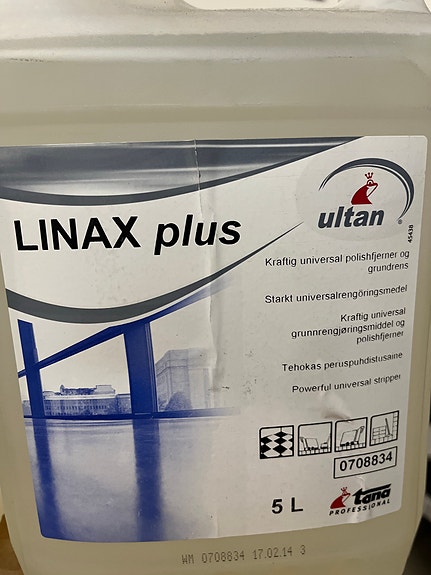 ultan
®
45438
LINAX plus
Kraftig universal polishfjerner og
grundrens
Starkt universalrengöringsmedel
Kraftig universal
grunnrengjøringsmiddel og
polishfjerner
Tehokas peruspuhdistusaine
Powerful universal stripper
0708834
5 L
tana
PROFESSIONAL
WM 0708834 17.02.14 3